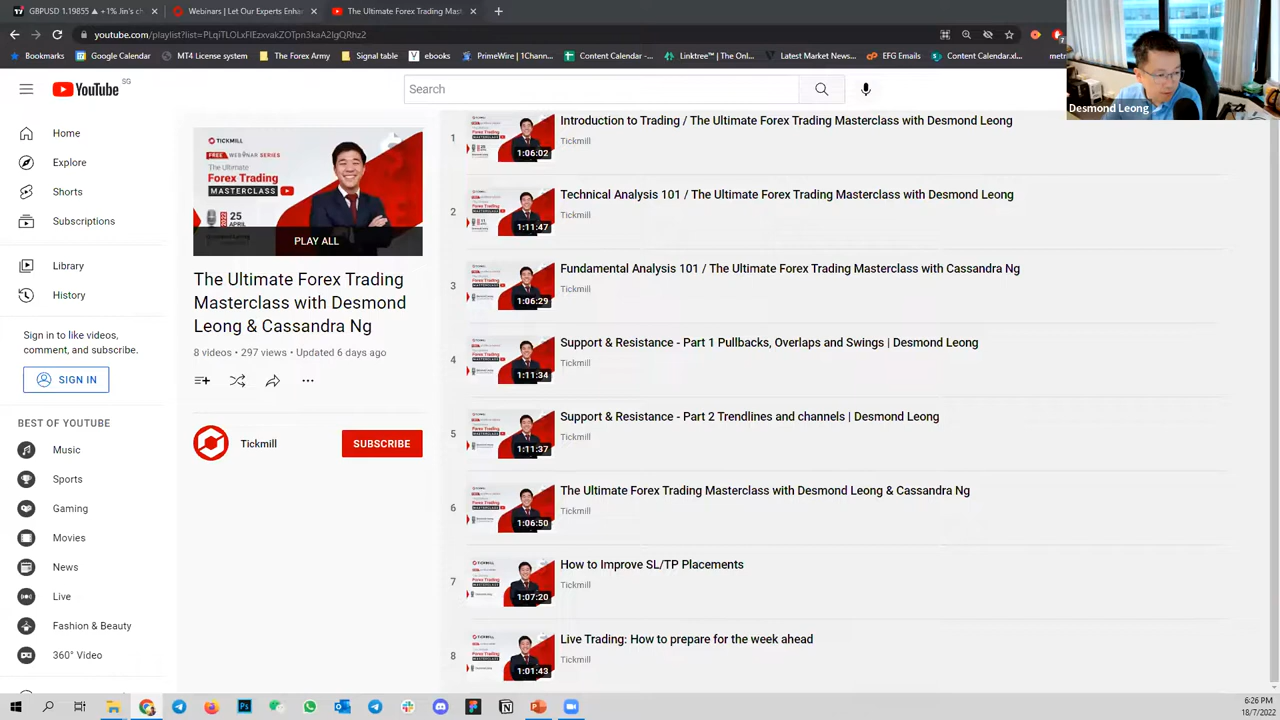 GBPUSD 1.19855 ▲ +1% Jin's c
Webinars | Let Our Experts Enha
The Ultimate Forex Trading Mas
youtube.com/playlist?list=PLqiTLOLxFlEzxvakZOTpn3kaA2lgQRhz2
Bookmarks
Google Calendar
MT4 License system
The Forex Army
pivotal table
ebooks
PrimeWave | 1Chann...
Content Calendar -...
Linktree™ | The Onl...
Latest Market News...
EFG Emails
Content Calendar.xl...
Desmond Leong
YouTube SG
Search
Home
Explore
Shorts
Subscriptions
Library
History
Sign in to like videos,
comment, and subscribe.
SIGN IN
BEST OF YOUTUBE
Music
Sports
Gaming
Movies
News
Live
Fashion & Beauty
360° Video
TICKMILL
FREE WEBINAR SERIES
The Ultimate
Forex Trading
MASTERCLASS
25
APRIL
PLAY ALL
The Ultimate Forex Trading
Masterclass with Desmond
Leong & Cassandra Ng
8 videos • 297 views • Updated 6 days ago
Tickmill
SUBSCRIBE
1:06:02
Introduction to Trading / The Ultimate Forex Trading Masterclass with Desmond Leong
Tickmill
2
1:11:47
Technical Analysis 101 / The Ultimate Forex Trading Masterclass with Desmond Leong
Tickmill
3
1:06:29
Fundamental Analysis 101 / The Ultimate Forex Trading Masterclass with Cassandra Ng
Tickmill
4
1:11:34
Support & Resistance - Part 1 Pullbacks, Overlaps and Swings | Desmond Leong
Tickmill
1:11:37
Support & Resistance - Part 2 Trendlines and channels | Desmond Leong
Tickmill
6
1:06:50
The Ultimate Forex Trading Masterclass with Desmond Leong & Cassandra Ng
Tickmill
7
1:07:20
How to Improve SL/TP Placements
Tickmill
8
1:01:43
Live Trading: How to prepare for the week ahead
Tickmill
6:26 PM
18/7/2022